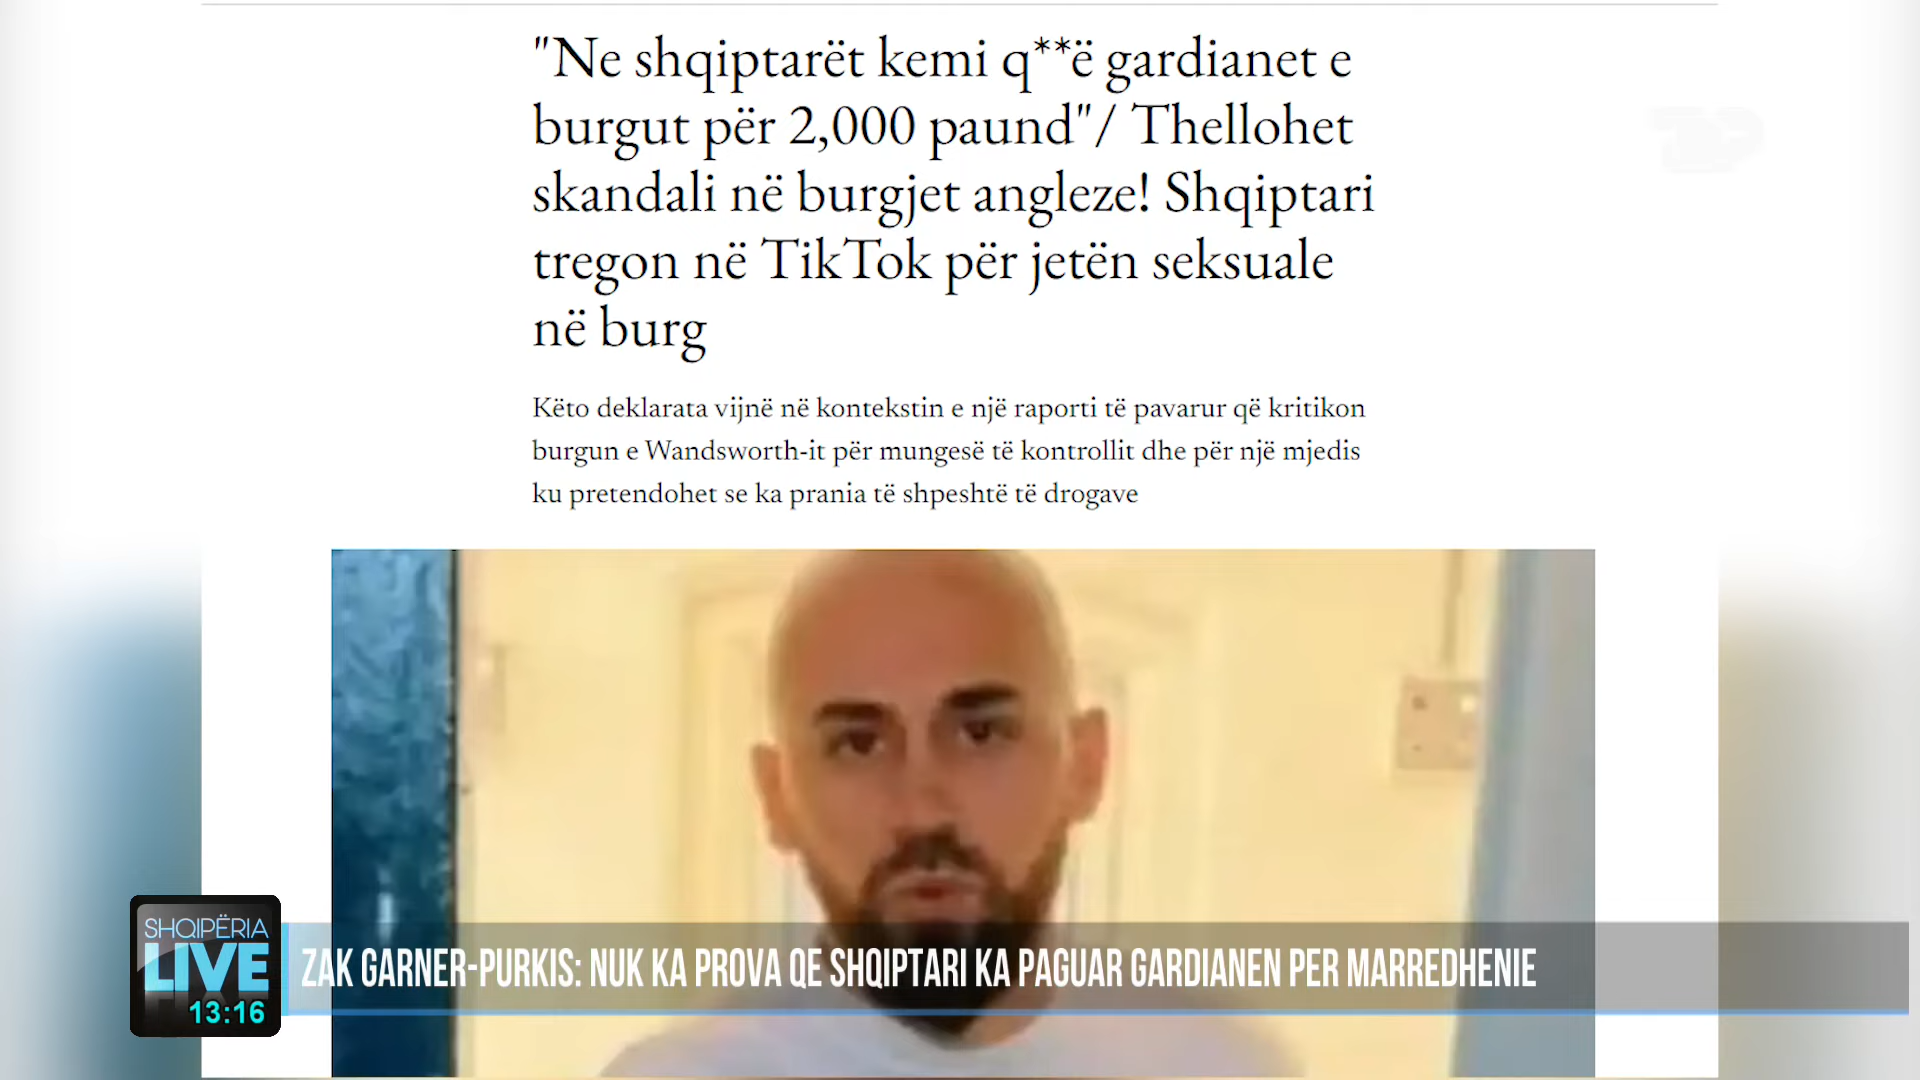 "Ne shqiptarët kemi q**ë gardianet e
burgut për 2,000 paund"/ Thellohet
skandali në burgjet angleze! Shqiptari
tregon në TikTok për jetën seksuale
në burg
Këto deklarata vijnë në kontekstin e një raporti të pavarur që kritikon
burgun e Wandsworth-it për mungesë të kontrollit dhe për një mjedis
ku pretendohet se ka prania të shpeshtë të drogave
SHQIPËRIA
LIVE
13:16
ZAK GARNER-PURKIS: NUK KA PROVA QE SHQIPTARI KA PAGUAR GARDIANEN PER MARREDHENIE